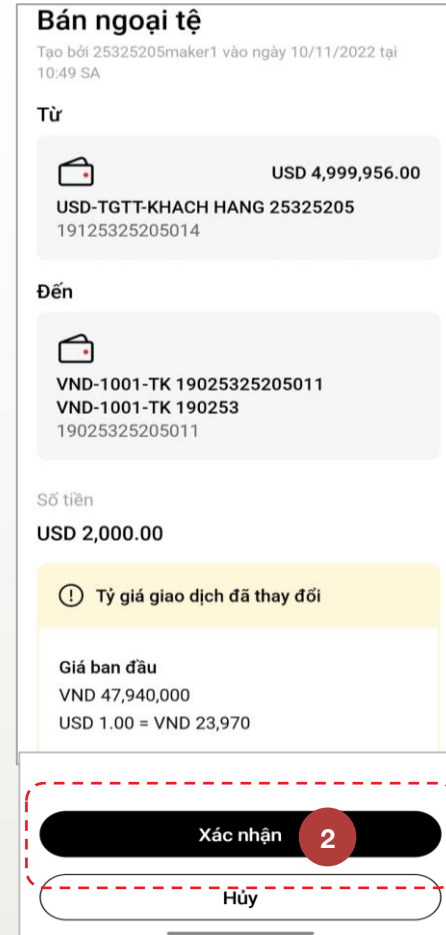 Bán ngoại tệ
Tạo bởi 25325205maker1 vào ngày 10/11/2022 tại
10:49 SA
Từ
USD 4,999,956.00
USD-TGTT-KHACH HANG 25325205
19125325205014
Đến
VND-1001-TK 19025325205011
VND-1001-TK 190253
19025325205011
Số tiền
USD 2,000.00
Tỷ giá giao dịch đã thay đổi
Giá ban đầu
VND 47,940,000
USD 1.00 = VND 23,970
Xác nhận 2
Hủy